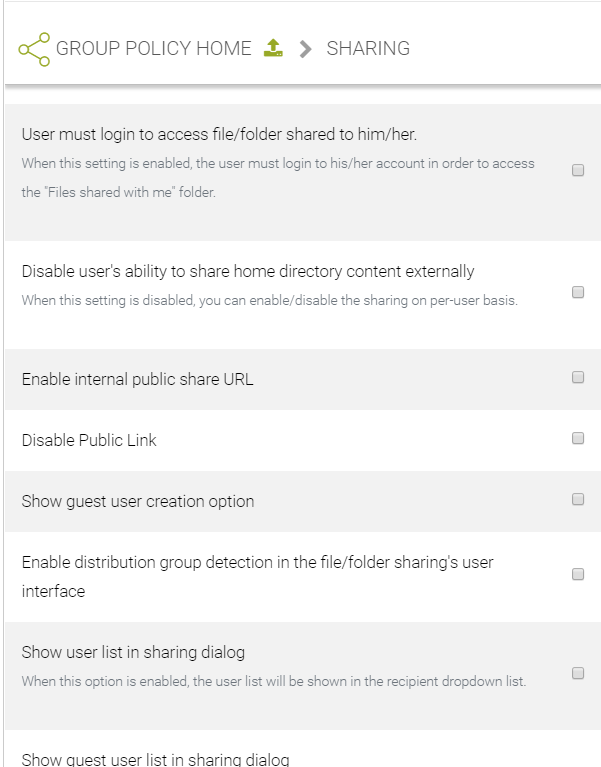 GROUP POLICY HOME SHARING
User must login to access file/folder shared to him/her.
When this setting is enabled, the user must login to his/her account in order to access
the "Files shared with me" folder.
Disable user's ability to share home directory content externally
When this setting is disabled, you can enable/disable the sharing on per-user basis.
Enable internal public share URL
Disable Public Link
Show guest user creation option
Enable distribution group detection in the file/folder sharing's user
interface
Show user list in sharing dialog
When this option is enabled, the user list will be shown in the recipient dropdown list.
Show guest user list in sharing dialog